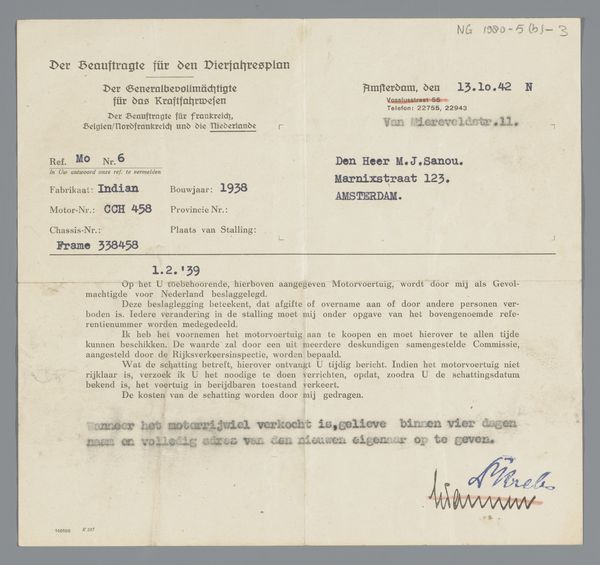 NG 1980-5(b)-3
Der Beauftragte für den Vierjahresplan
Der Generalbevollmächtigte
für das Kraftfahrwesen
Der Beauftragte für Frankreich,
Belgien/Nordfrankreich und die Niederlande
Amsterdam, den 13.10.42 N
Vossiusstraat 55
Telefon: 22755, 22943
Van Miereveldstr.11.
Ref. Mo Nr. 6
In Uw antwoord onze ref. te vermelden
Fabrikaat: Indian Bouwjaar: 1938
Motor-Nr.: CCH 458 Provincie Nr.:
Chassis-Nr.: Plaats van Stalling:
Frame 338458
Den Heer M.J.Sanou.
Marnixstraat 123.
AMSTERDAM.
1.2.'39
Op het U toebehoorende, hierboven aangegeven Motorvoertuig, wordt door mij als Gevol-
machtigde voor Nederland beslaggelegd.
Deze beslaglegging beteekent, dat afgifte of overname aan of door andere personen ver-
boden is. Iedere verandering in de stalling moet mij onder opgave van het bovengenoemde refe-
rentienummer worden medegedeeld.
Ik heb het voornemen het motorvoertuig aan te koopen en moet hierover te allen tijde
kunnen beschikken. De waarde zal door een uit meerdere deskundigen samengestelde Commissie,
aangesteld door de Rijksverkeersinspectie, worden bepaald.
Wat de schatting betreft, hierover ontvangt U tijdig bericht. Indien het motorvoertuig niet
rijklaar is, verzoek ik U het noodige te doen verrichten, opdat, zoodra U de schattingsdatum
bekend is, het voertuig in berijdbaren toestand verkeert.
De kosten van de schatting worden door mij gedragen.
Wanneer het motorrijwiel verkocht is,gelieve binnen vier dagen
naam en volledig adres van den nieuwen eigenaar op te geven.
K 597